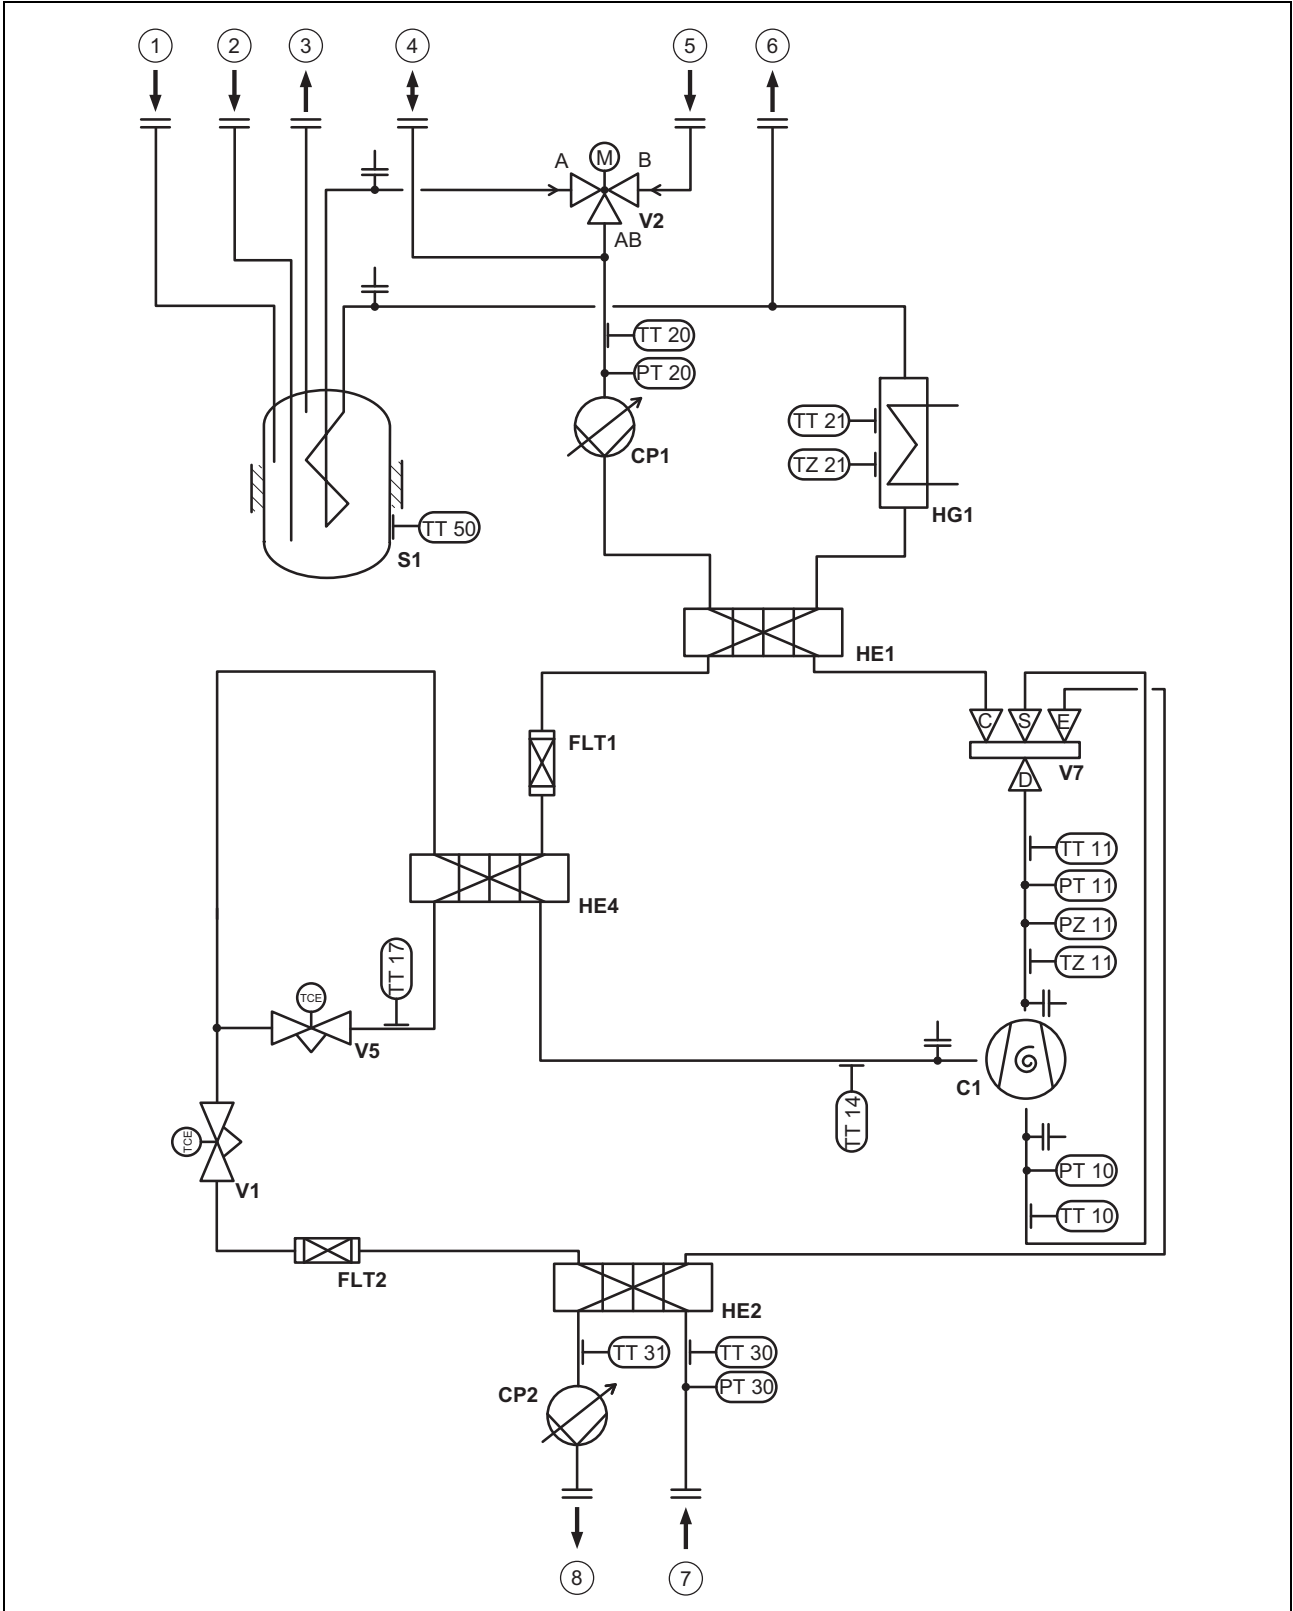 1 2 3 4 5 6
A M B
V2
AB
TT 20
PT 20
CP1
TT 21
TZ 21
HG1
TT 50
S1
HE1
C S E
V7
D
FLT1
TT 11
PT 11
PZ 11
TZ 11
HE4
TT 17
TCE
V5
C1
TT 14
TCE
V1
PT 10
TT 10
FLT2
HE2
TT 31 TT 30
CP2
PT 30
8 7